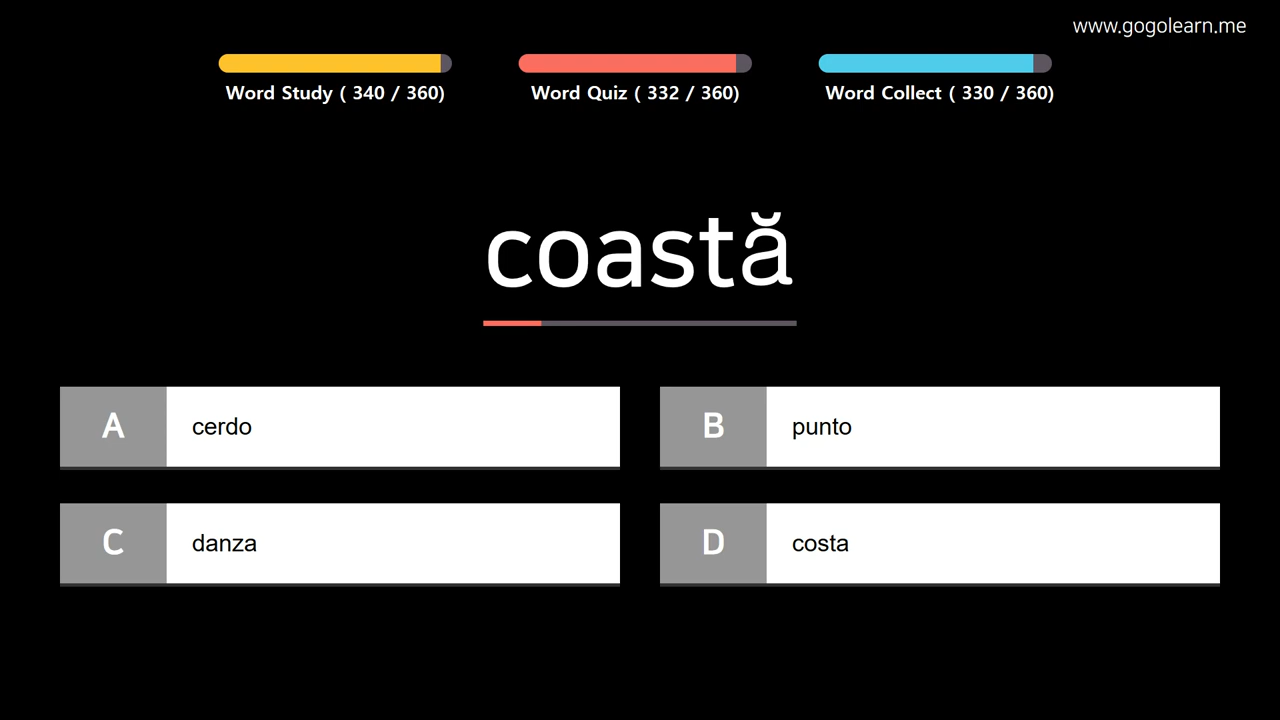 www.gogolearn.me
Word Study ( 340 / 360)
Word Quiz ( 332 / 360)
Word Collect ( 330 / 360)
coastă
A cerdo
B punto
C danza
D costa